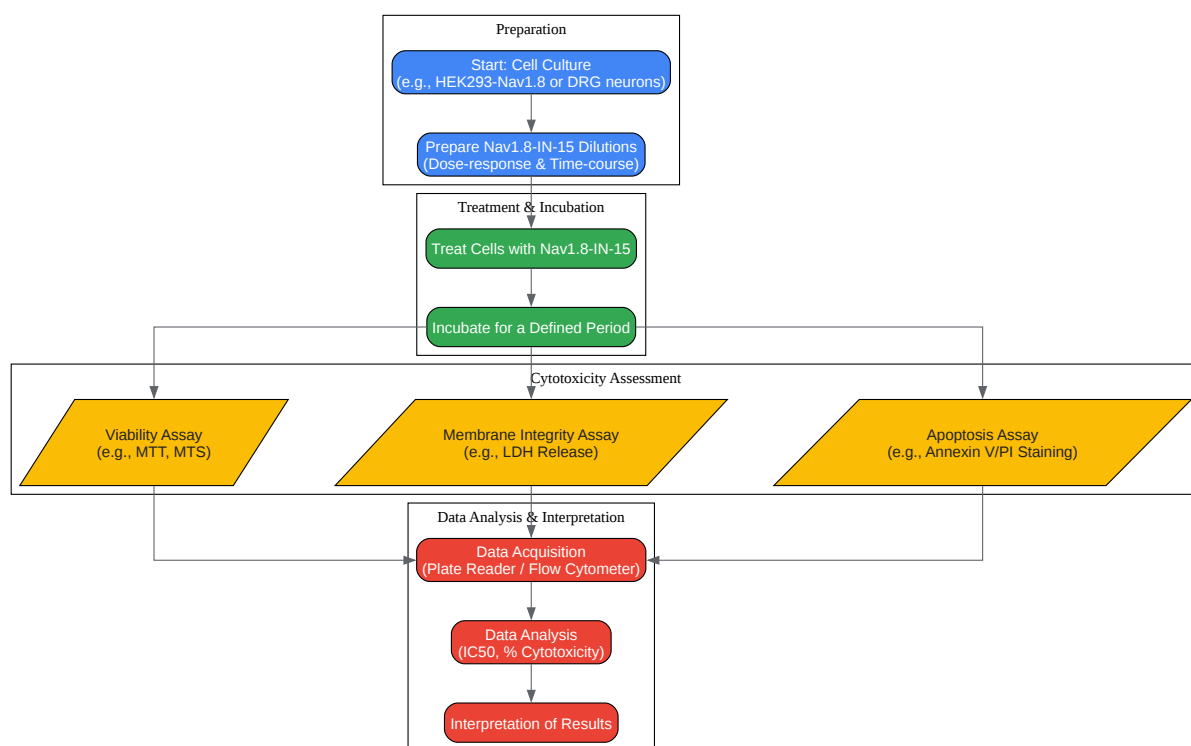 Preparation
Start: Cell Culture
(e.g., HEK293-Nav1.8 or DRG neurons)
Prepare Nav1.8-IN-15 Dilutions
(Dose-response & Time-course)
Treatment & Incubation
Treat Cells with Nav1.8-IN-15
Incubate for a Defined Period
Cytotoxicity Assessment
Viability Assay
(e.g., MTT, MTS)
Membrane Integrity Assay
(e.g., LDH Release)
Apoptosis Assay
(e.g., Annexin V/PI Staining)
Data Analysis & Interpretation
Data Acquisition
(Plate Reader / Flow Cytometer)
Data Analysis
(IC50, % Cytotoxicity)
Interpretation of Results